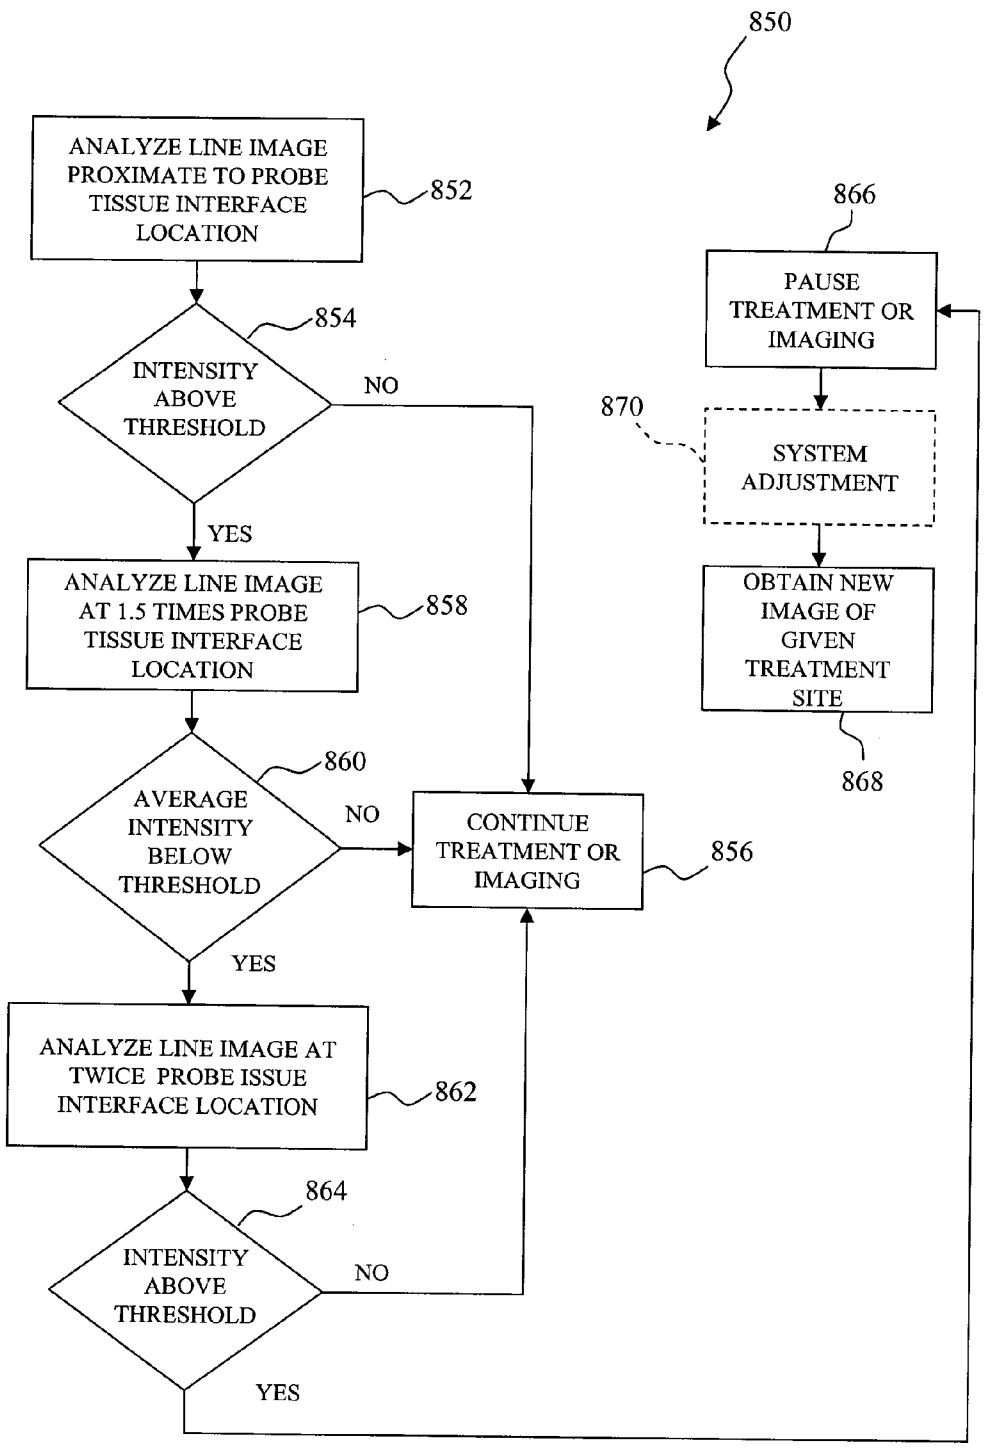 850
ANALYZE LINE IMAGE
PROXIMATE TO PROBE
TISSUE INTERFACE
LOCATION
852
854
INTENSITY
ABOVE
THRESHOLD
NO
YES
ANALYZE LINE IMAGE
AT 1.5 TIMES PROBE
TISSUE INTERFACE
LOCATION
858
860
AVERAGE
INTENSITY
BELOW
THRESHOLD
NO
YES
CONTINUE
TREATMENT OR
IMAGING
856
ANALYZE LINE IMAGE AT
TWICE PROBE ISSUE
INTERFACE LOCATION
862
864
INTENSITY
ABOVE
THRESHOLD
NO
YES
866
PAUSE
TREATMENT OR
IMAGING
870
SYSTEM
ADJUSTMENT
OBTAIN NEW
IMAGE OF
GIVEN
TREATMENT
SITE
868